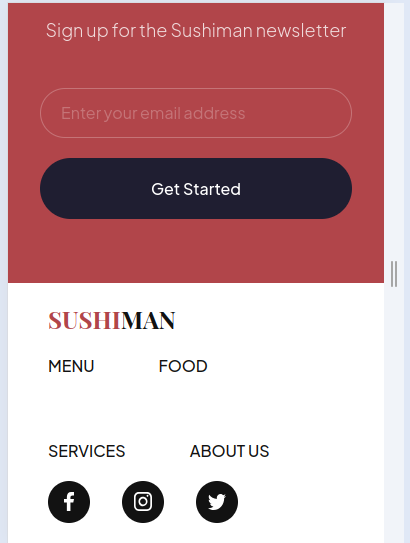 Sign up for the Sushiman newsletter
Enter your email address
Get Started
SUSHIMAN
MENU FOOD
SERVICES ABOUT US